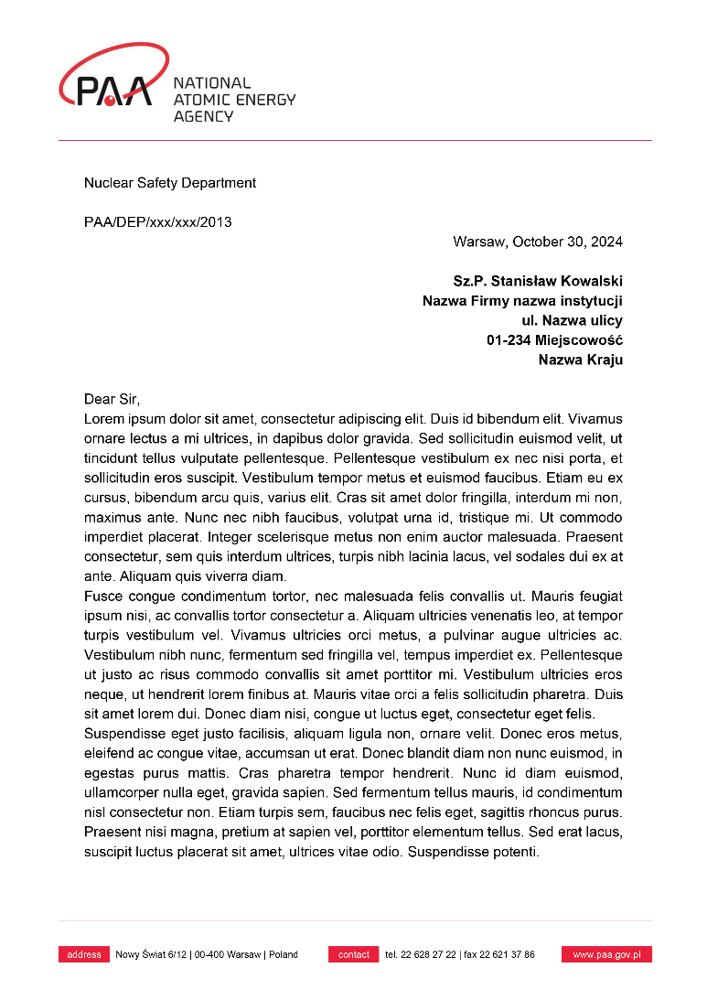 PAA NATIONAL
ATOMIC ENERGY
AGENCY
Nuclear Safety Department
PAA/DEP/xxx/xxx/2013
Warsaw, October 30, 2024
Sz.P. Stanisław Kowalski
Nazwa Firmy nazwa instytucji
ul. Nazwa ulicy
01-234 Miejscowość
Nazwa Kraju
Dear Sir,
Lorem ipsum dolor sit amet, consectetur adipiscing elit. Duis id bibendum elit. Vivamus
ornare lectus a mi ultrices, in dapibus dolor gravida. Sed sollicitudin euismod velit, ut
tincidunt tellus vulputate pellentesque. Pellentesque vestibulum ex nec nisi porta, et
sollicitudin eros suscipit. Vestibulum tempor metus et euismod faucibus. Etiam eu ex
cursus, bibendum arcu quis, varius elit. Cras sit amet dolor fringilla, interdum mi non,
maximus ante. Nunc nec nibh faucibus, volutpat urna id, tristique mi. Ut commodo
imperdiet placerat. Integer scelerisque metus non enim auctor malesuada. Praesent
consectetur, sem quis interdum ultrices, turpis nibh lacinia lacus, vel sodales dui ex at
ante. Aliquam quis viverra diam.
Fusce congue condimentum tortor, nec malesuada felis convallis ut. Mauris feugiat
ipsum nisi, ac convallis tortor consectetur a. Aliquam ultricies venenatis leo, at tempor
turpis vestibulum vel. Vivamus ultricies orci metus, a pulvinar augue ultricies ac.
Vestibulum nibh nunc, fermentum sed fringilla vel, tempus imperdiet ex. Pellentesque
ut justo ac risus commodo convallis sit amet porttitor mi. Vestibulum ultricies eros
neque, ut hendrerit lorem finibus at. Mauris vitae orci a felis sollicitudin pharetra. Duis
sit amet lorem dui. Donec diam nisi, congue ut luctus eget, consectetur eget felis.
Suspendisse eget justo facilisis, aliquam ligula non, ornare velit. Donec eros metus,
eleifend ac congue vitae, accumsan ut erat. Donec blandit diam non nunc euismod, in
egestas purus mattis. Cras pharetra tempor hendrerit. Nunc id diam euismod,
ullamcorper nulla eget, gravida sapien. Sed fermentum tellus mauris, id condimentum
nisl consectetur non. Etiam turpis sem, faucibus nec felis eget, sagittis rhoncus purus.
Praesent nisi magna, pretium at sapien vel, porttitor elementum tellus. Sed erat lacus,
suscipit luctus placerat sit amet, ultrices vitae odio. Suspendisse potenti.
address Nowy Świat 6/12 | 00-400 Warsaw | Poland contact tel. 22 628 27 22 | fax 22 621 37 86 www.paa.gov.pl